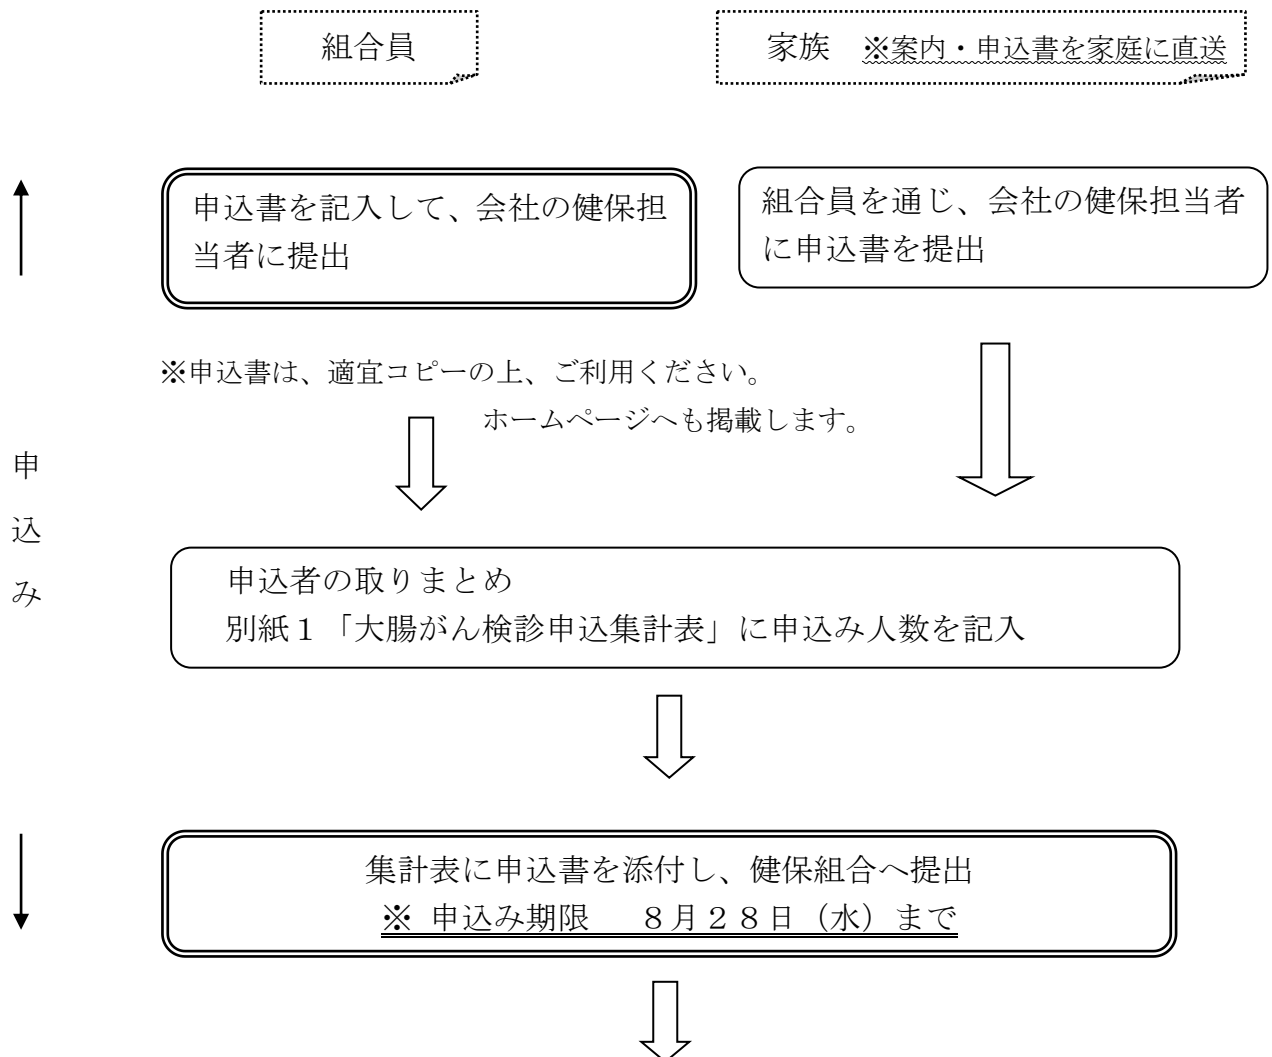 組合員
家族 ※案内・申込書を家庭に直送
申込書を記入して、会社の健保担
当者に提出
組合員を通じ、会社の健保担当者
に申込書を提出
※申込書は、適宜コピーの上、ご利用ください。
ホームページへも掲載します。
申
込
み
申込者の取りまとめ
別紙１「大腸がん検診申込集計表」に申込み人数を記入
集計表に申込書を添付し、健保組合へ提出
※ 申込み期限　８月２８日（水）まで